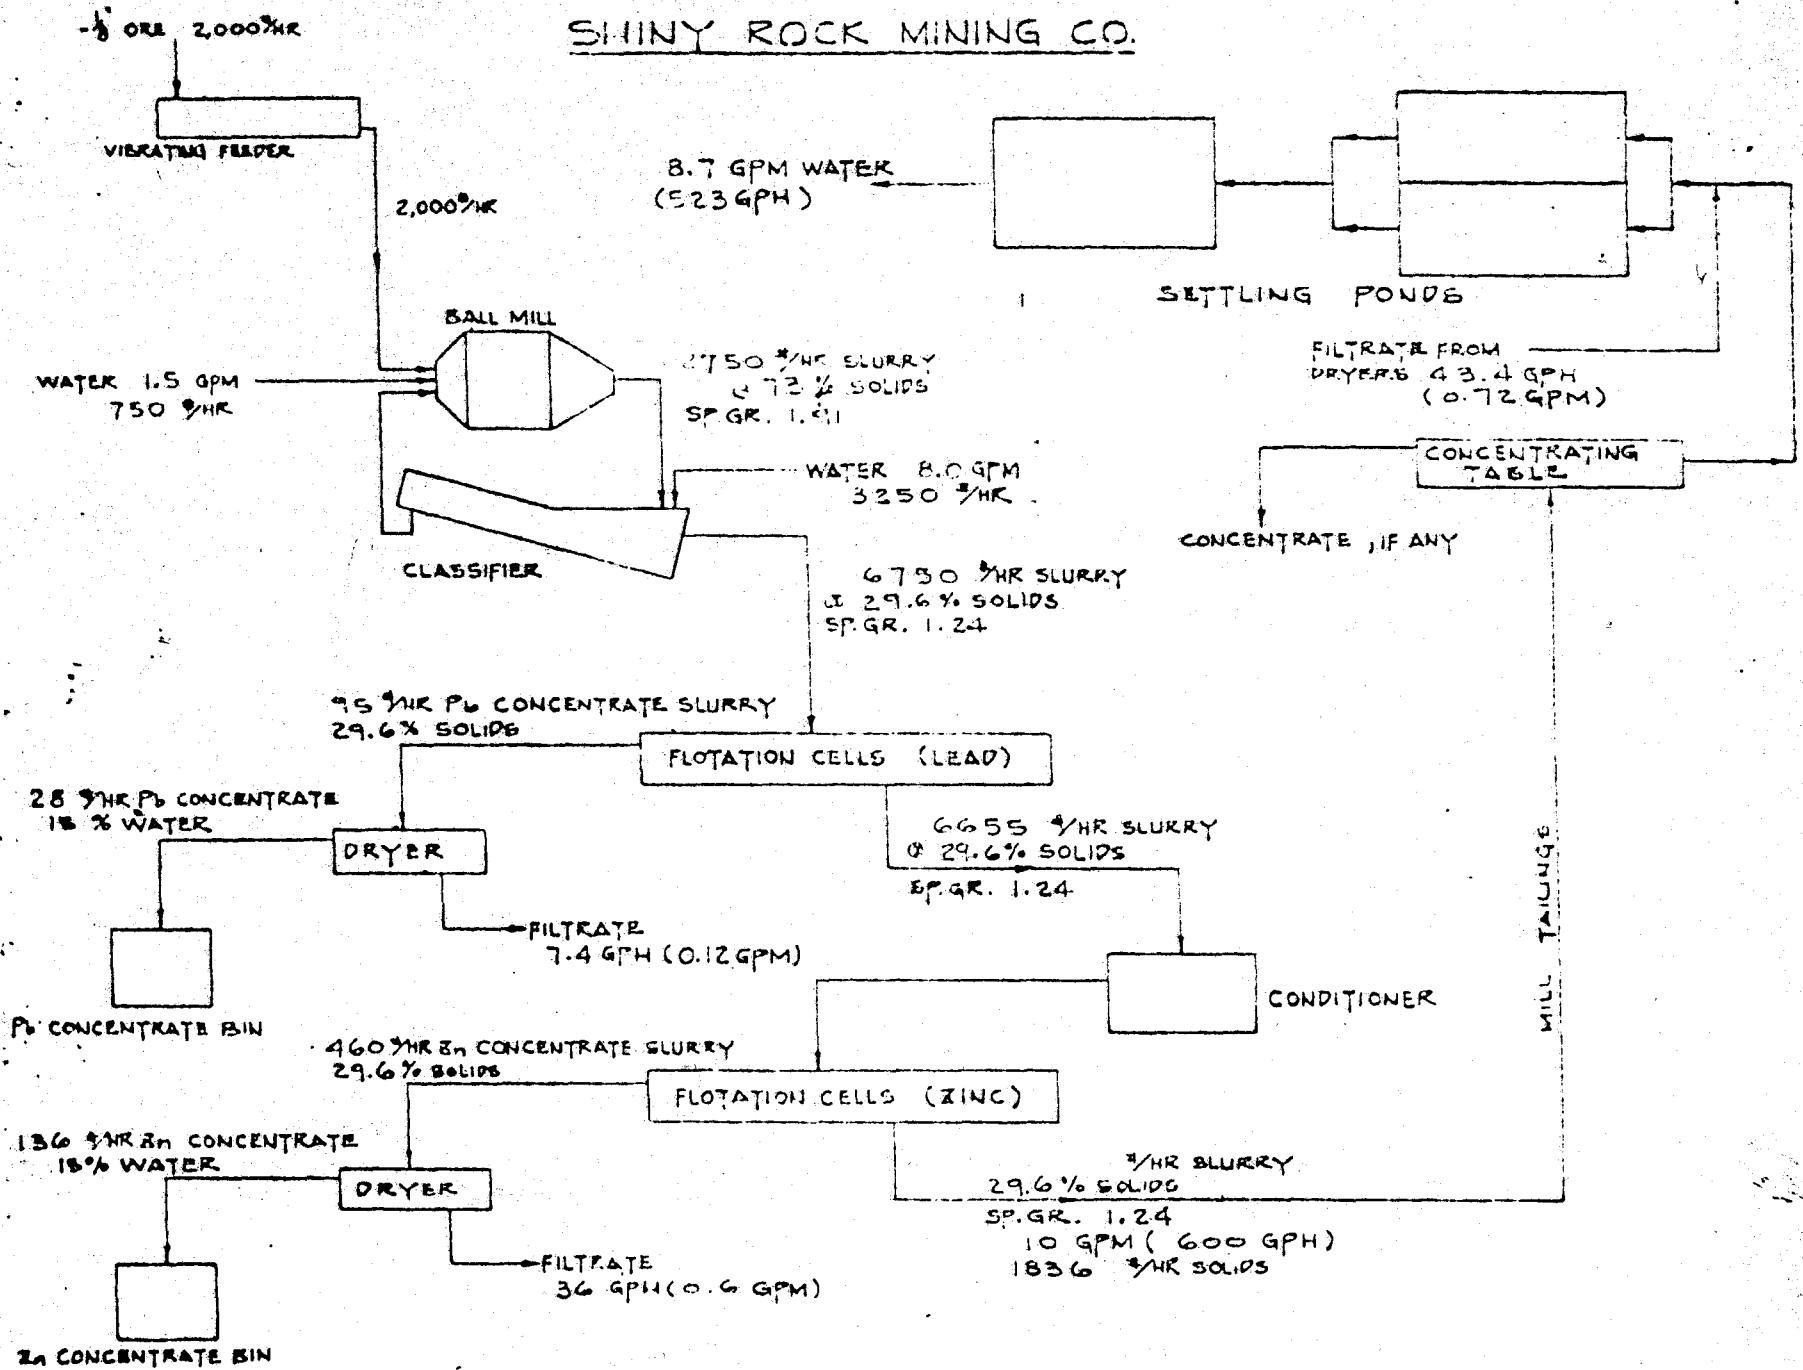 SHINY ROCK MINING CO.
-⅛" ORE 2,000 #/HR
VIBRATING FEEDER
2,000 #/HR
8.7 GPM WATER
(523 GPH)
SETTLING PONDS
BALL MILL
WATER 1.5 GPM
750 #/HR
2750 #/HR SLURRY
@ 73 % SOLIDS
SP. GR.
FILTRATE FROM
DRYERS 43.4 GPH
(0.72 GPM)
WATER 8.0 GPM
3250 #/HR
CONCENTRATING
TABLE
CONCENTRATE, IF ANY
CLASSIFIER
6750 #/HR SLURRY
@ 29.6 % SOLIDS
SP. GR. 1.24
95 #/HR Pb CONCENTRATE SLURRY
29.6% SOLIDS
FLOTATION CELLS (LEAD)
28 #/HR Pb CONCENTRATE
18 % WATER
DRYER
6655 #/HR SLURRY
@ 29.6% SOLIDS
SP. GR. 1.24
FILTRATE
7.4 GPH (0.12 GPM)
MILL TAILINGS
CONDITIONER
Pb CONCENTRATE BIN
460 #/HR Zn CONCENTRATE SLURRY
29.6% SOLIDS
FLOTATION CELLS (ZINC)
136 #/HR Zn CONCENTRATE
18% WATER
DRYER
#/HR SLURRY
29.6% SOLIDS
SP. GR. 1.24
10 GPM (600 GPH)
1836 #/HR SOLIDS
FILTRATE
36 GPH (0.6 GPM)
Zn CONCENTRATE BIN